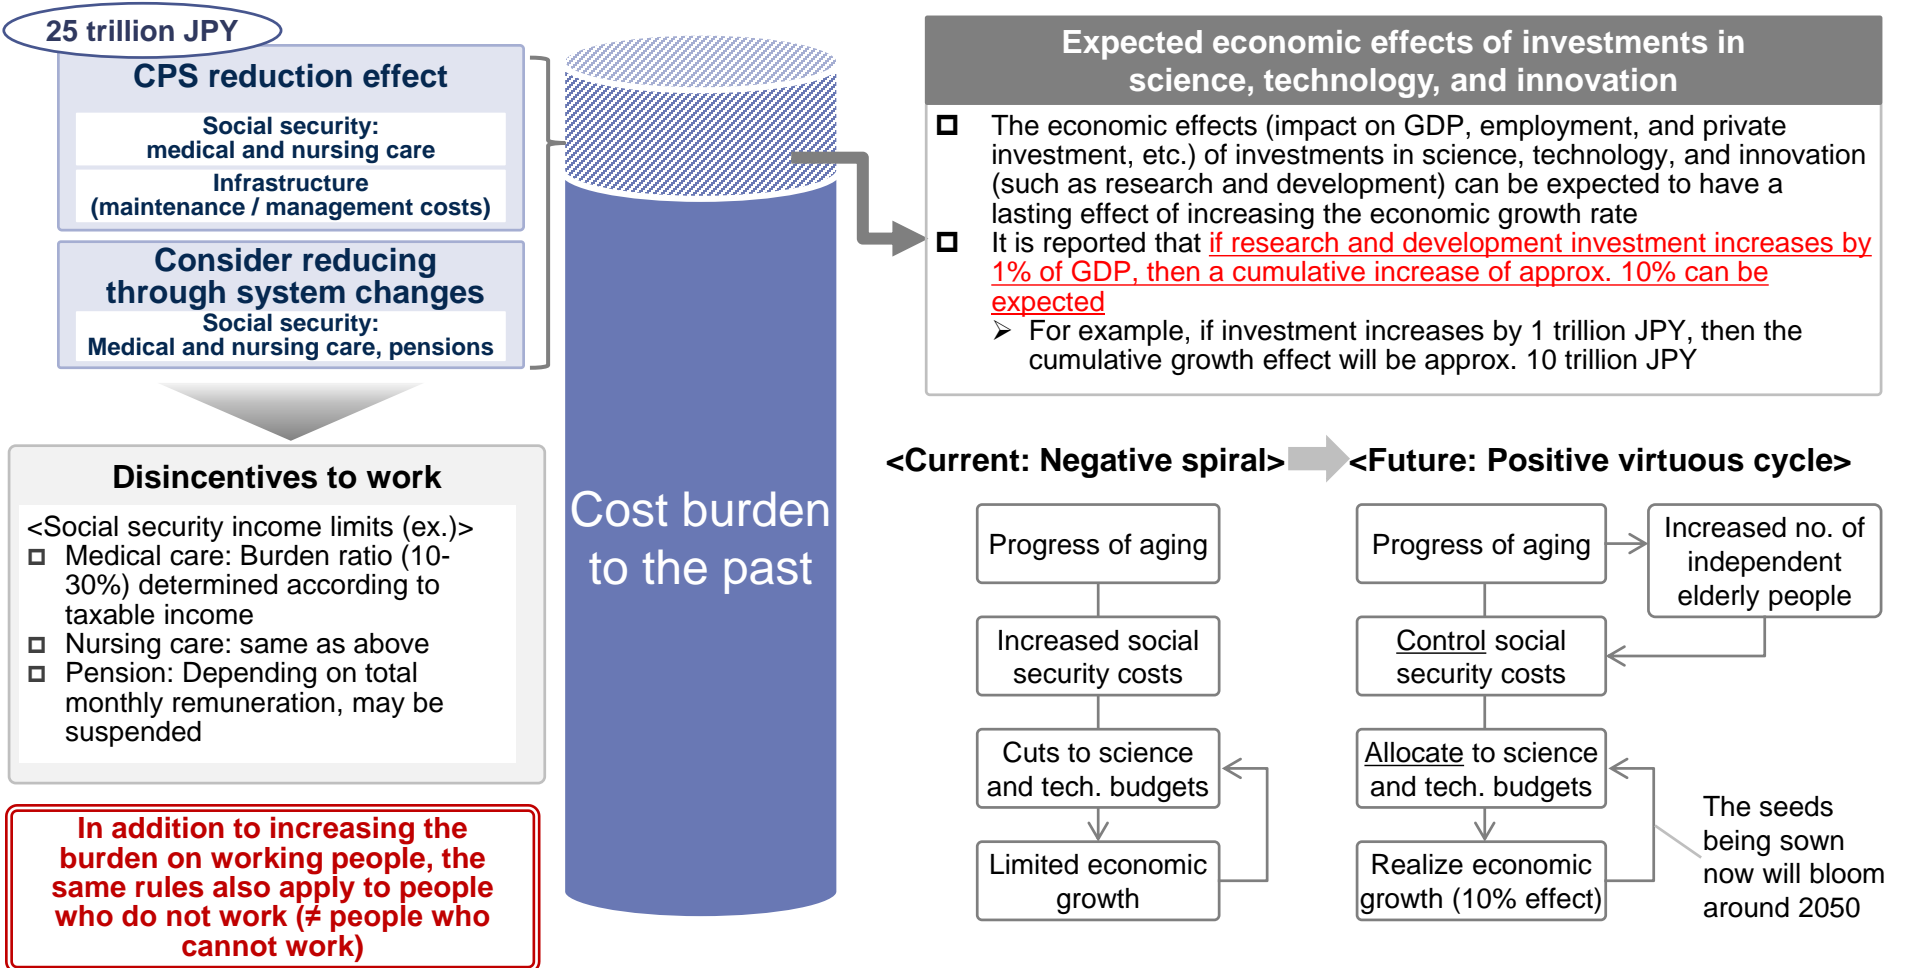 25 trillion JPY
CPS reduction effect
Social security:
medical and nursing care
Infrastructure
(maintenance / management costs)
Consider reducing
through system changes
Social security:
Medical and nursing care, pensions
Disincentives to work
<Social security income limits (ex.)>
Medical care: Burden ratio (10-
30%) determined according to
taxable income
Nursing care: same as above
Pension: Depending on total
monthly remuneration, may be
suspended
In addition to increasing the
burden on working people, the
same rules also apply to people
who do not work (≠ people who
cannot work)
Cost burden
to the past
Expected economic effects of investments in
science, technology, and innovation
The economic effects (impact on GDP, employment, and private
investment, etc.) of investments in science, technology, and innovation
(such as research and development) can be expected to have a
lasting effect of increasing the economic growth rate
It is reported that if research and development investment increases by
1% of GDP, then a cumulative increase of approx. 10% can be
expected
For example, if investment increases by 1 trillion JPY, then the
cumulative growth effect will be approx. 10 trillion JPY
<Current: Negative spiral>
Progress of aging
Increased social
security costs
Cuts to science
and tech. budgets
Limited economic
growth
<Future: Positive virtuous cycle>
Progress of aging
Increased no. of
independent
elderly people
Control social
security costs
Allocate to science
and tech. budgets
Realize economic
growth (10% effect)
The seeds
being sown
now will bloom
around 2050